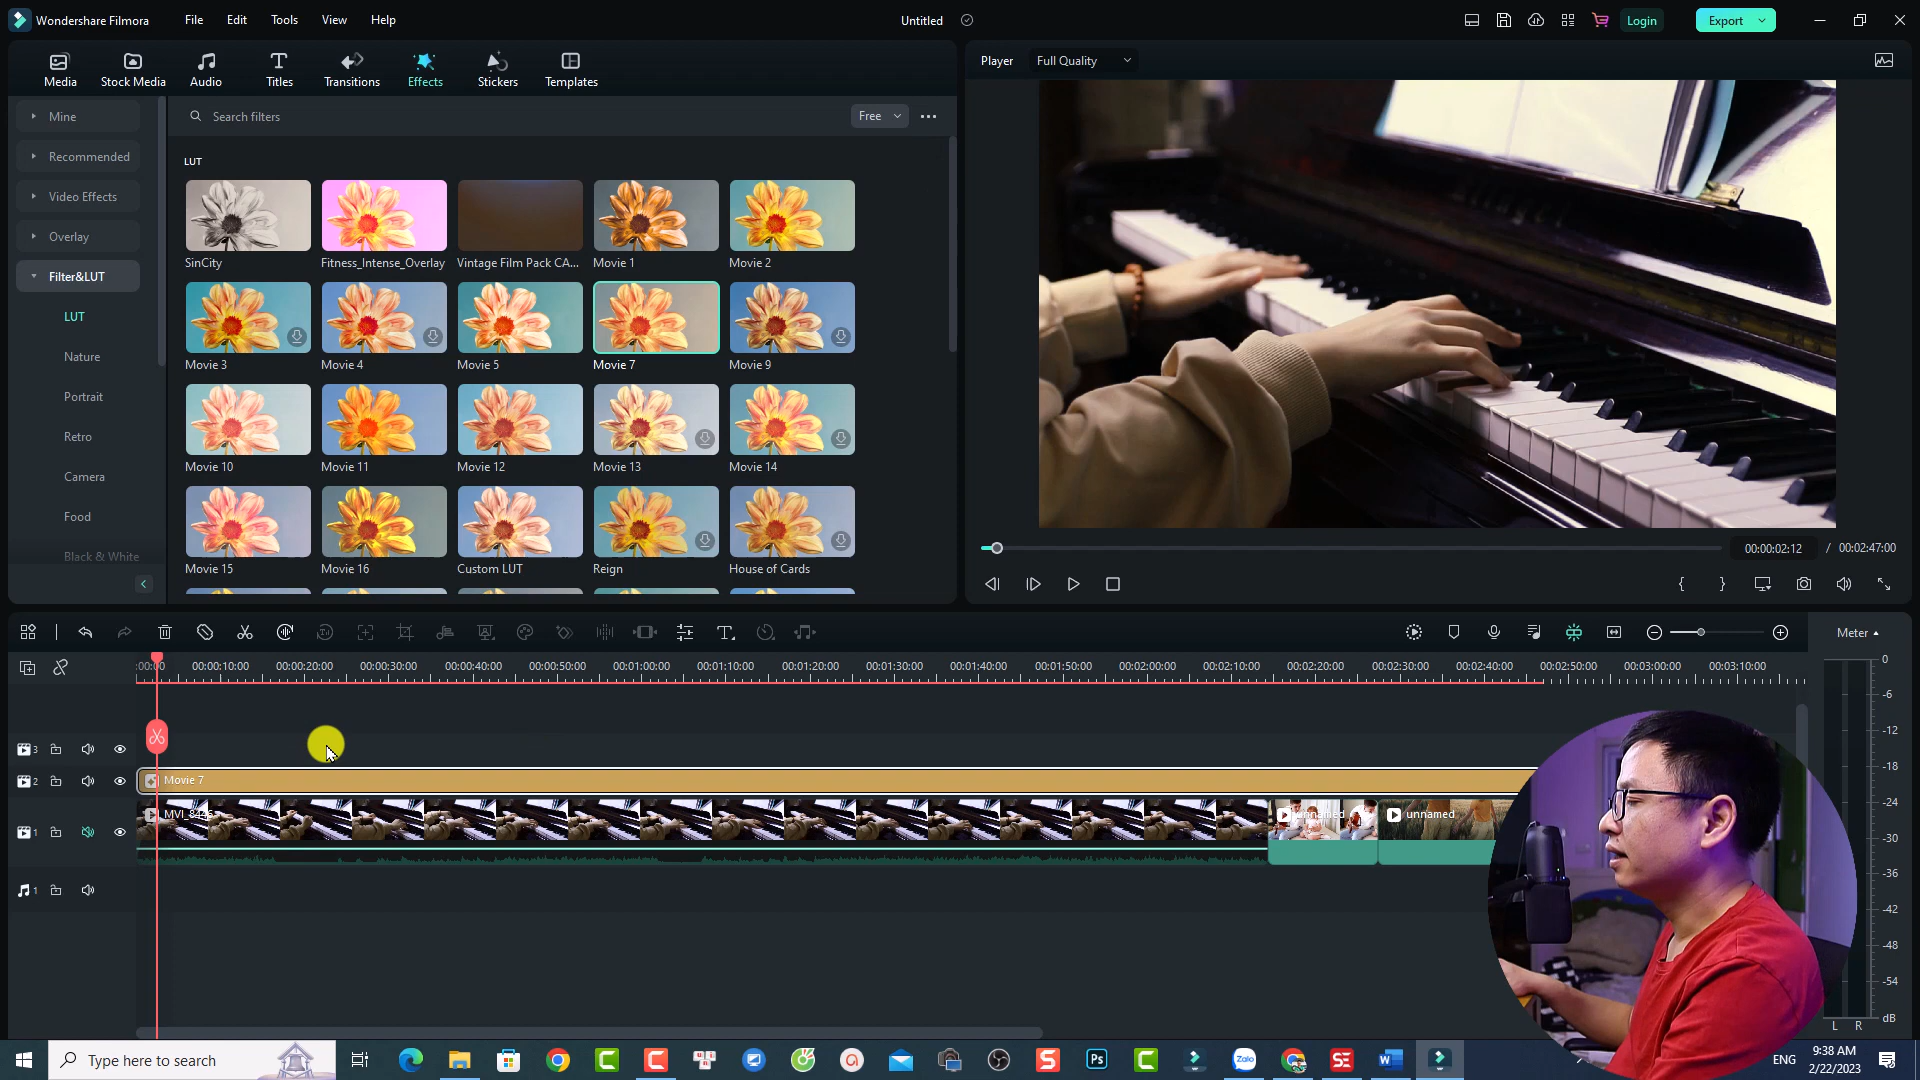 Wondershare Filmora
File
Edit
Tools
View
Help
Untitled
Login
Export
Media
Stock Media
Audio
Titles
Transitions
Effects
Stickers
Templates
Player
Full Quality
Mine
Recommended
Video Effects
Overlay
Filter&LUT
LUT
Nature
Portrait
Retro
Camera
Food
Black & White
Search filters
Free
LUT
SinCity
Fitness_Intense_Overlay
Vintage Film Pack CA...
Movie 1
Movie 2
Movie 3
Movie 4
Movie 5
Movie 7
Movie 9
Movie 10
Movie 11
Movie 12
Movie 13
Movie 14
Movie 15
Movie 16
Custom LUT
Reign
House of Cards
00:00:02:12 / 00:02:47:00
Meter
:00:00 00:00:10:00 00:00:20:00 00:00:30:00 00:00:40:00 00:00:50:00 00:01:00:00 00:01:10:00 00:01:20:00 00:01:30:00 00:01:40:00 00:01:50:00 00:02:00:00 00:02:10:00 00:02:20:00 00:02:30:00 00:02:40:00 00:02:50:00 00:03:00:00 00:03:10:00
3
2
Movie 7
1
unnamed
1
0
-6
-12
-18
-24
-30
-36
-42
-48
-54
dB
L R
Type here to search
Ps
Zalo
SE
ENG
9:38 AM
2/22/2023